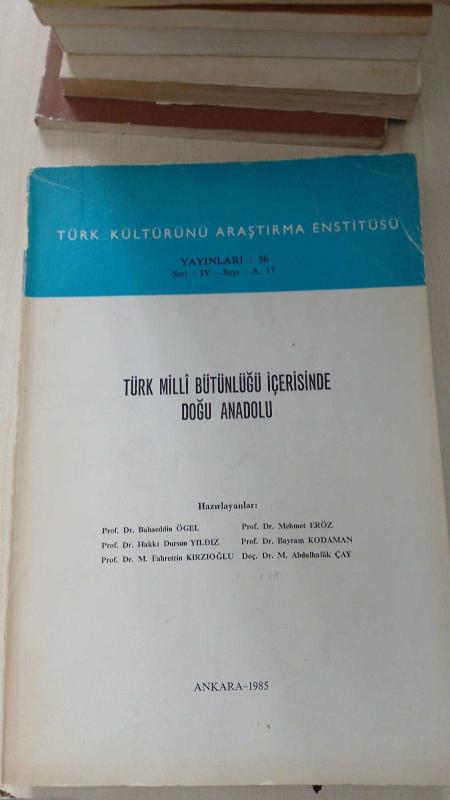 TÜRK KÜLTÜRÜNÜ ARAŞTIRMA ENSTİTÜSÜ
YAYINLARI : 56
Seri : IV — Sayı : A. 17
TÜRK MİLLÎ BÜTÜNLÜĞÜ İÇERİSİNDE
DOĞU ANADOLU
Hazırlayanlar:
Prof. Dr. Bahaeddin ÖGEL Prof. Dr. Mehmet ERÖZ
Prof. Dr. Hakkı Dursun YILDIZ Prof. Dr. Bayram KODAMAN
Prof. Dr. M. Fahrettin KIRZIOĞLU Doç. Dr. M. Abdulhalûk ÇAY
ANKARA–1985